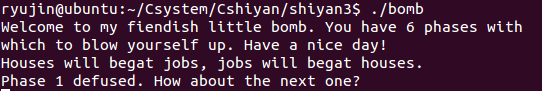 ryujin@ubuntu:~/Csystem/Cshiyan/shiyan3$ ./bomb
Welcome to my fiendish little bomb. You have 6 phases with
which to blow yourself up. Have a nice day!
Houses will begat jobs, jobs will begat houses.
Phase 1 defused. How about the next one?